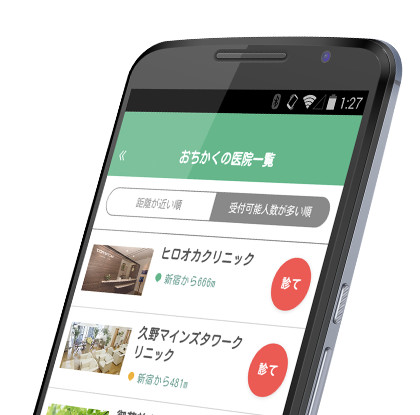 1:27
《 おちかくの医院一覧
距離が近い順
受付可能人数が多い順
ヒロオカクリニック
新宿から666m
診て
久野マインズタワーク
リニック
新宿から481m
診て